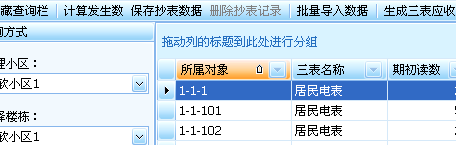 藏查询栏 计算发生数 保存抄表数据 删除抄表记录 批量导入数据 生成三表应收
方式
拖动列的标题到此处进行分组
理小区：
软小区1
所属对象 三表名称 期初读数
1-1-1 居民电表
1-1-101 居民电表
择楼栋：
软小区1
1-1-102 居民电表